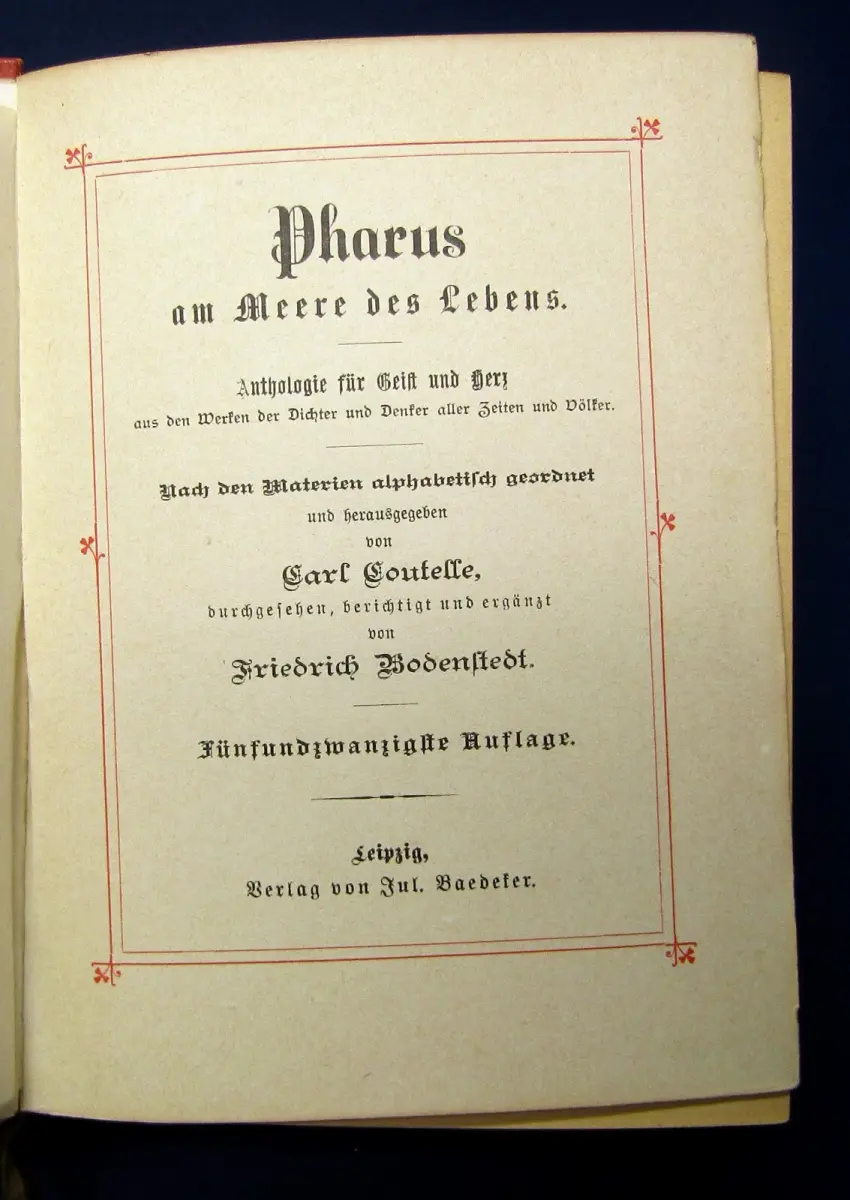 Pharus
am Meere des Lebens.
Anthologie für Geist und Herz
aus den Werken der Dichter und Denker aller Zeiten und Völker.
Nach den Materien alphabetisch geordnet
und herausgegeben
von
Carl Coutelle,
durchgesehen, berichtigt und ergänzt
von
Friedrich Bodenstedt.
Fünfundzwanzigste Auflage.
Leipzig,
Verlag von Jul. Baedeker.